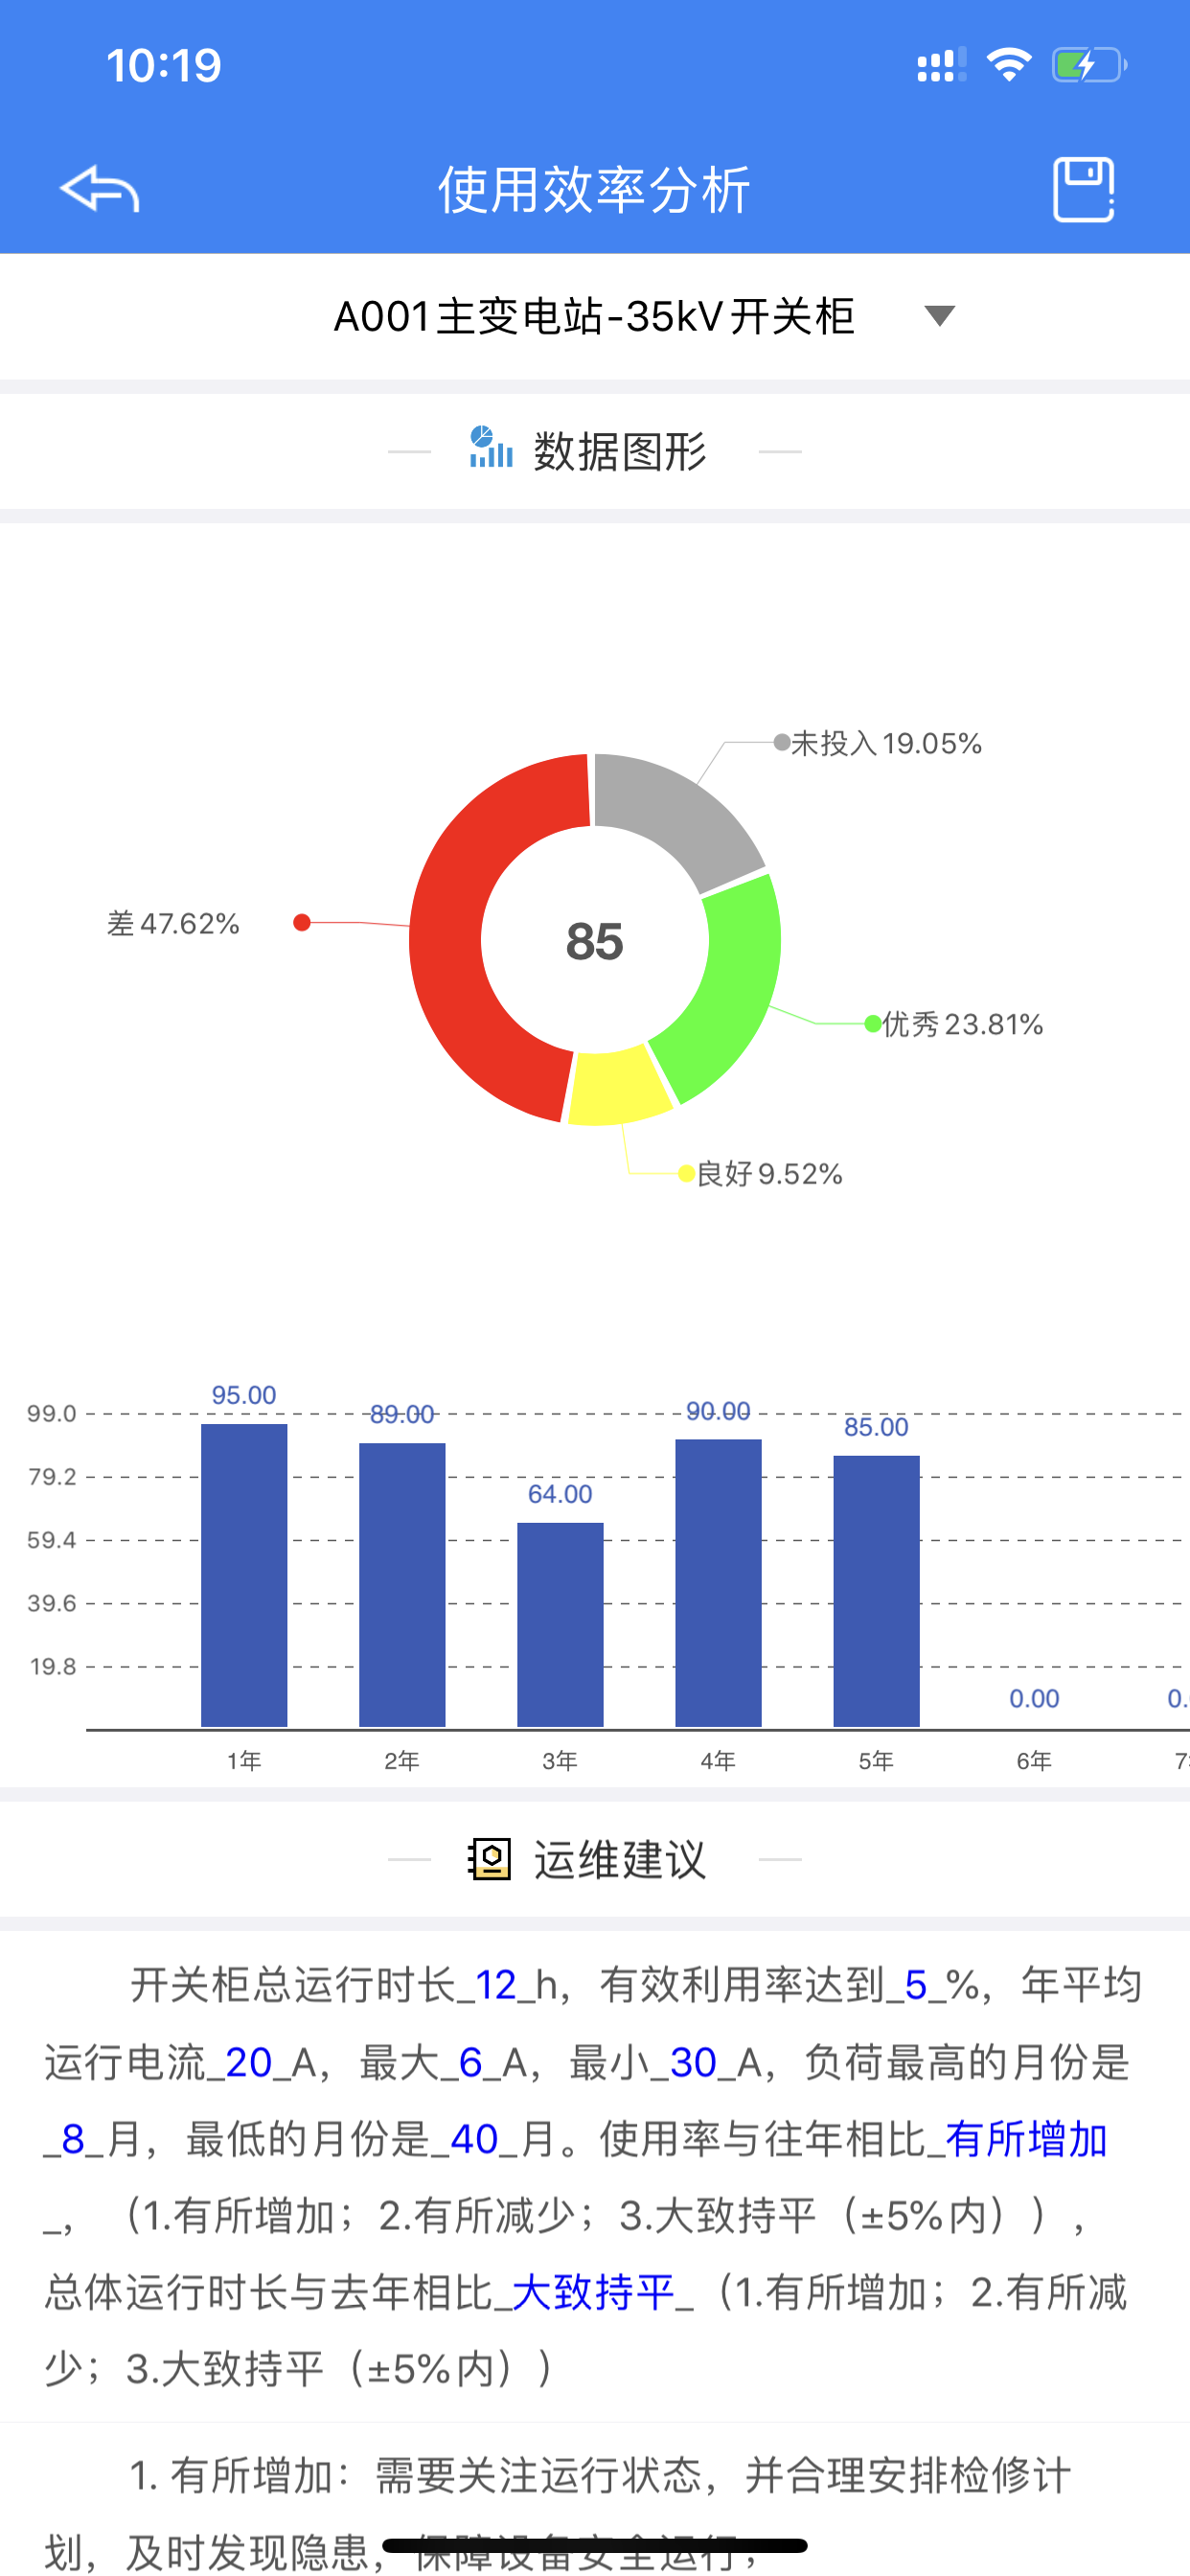 10:19
使用效率分析
A001主变电站-35kV开关柜
数据图形
未投入 19.05%
差 47.62%
85
优秀 23.81%
良好 9.52%
95.00
99.0
89.00
90.00
85.00
79.2
64.00
59.4
39.6
19.8
0.00
0.
1年
2年
3年
4年
5年
6年
7
运维建议
开关柜总运行时长_12_h，有效利用率达到_5_%，年平均
运行电流_20_A，最大_6_A，最小_30_A，负荷最高的月份是
_8_月，最低的月份是_40_月。使用率与往年相比_有所增加
_，（1.有所增加；2.有所减少；3.大致持平（±5%内）），
总体运行时长与去年相比_大致持平_（1.有所增加；2.有所减
少；3.大致持平（±5%内））
1. 有所增加：需要关注运行状态，并合理安排检修计
划，及时发现隐患，保障设备安全运行；